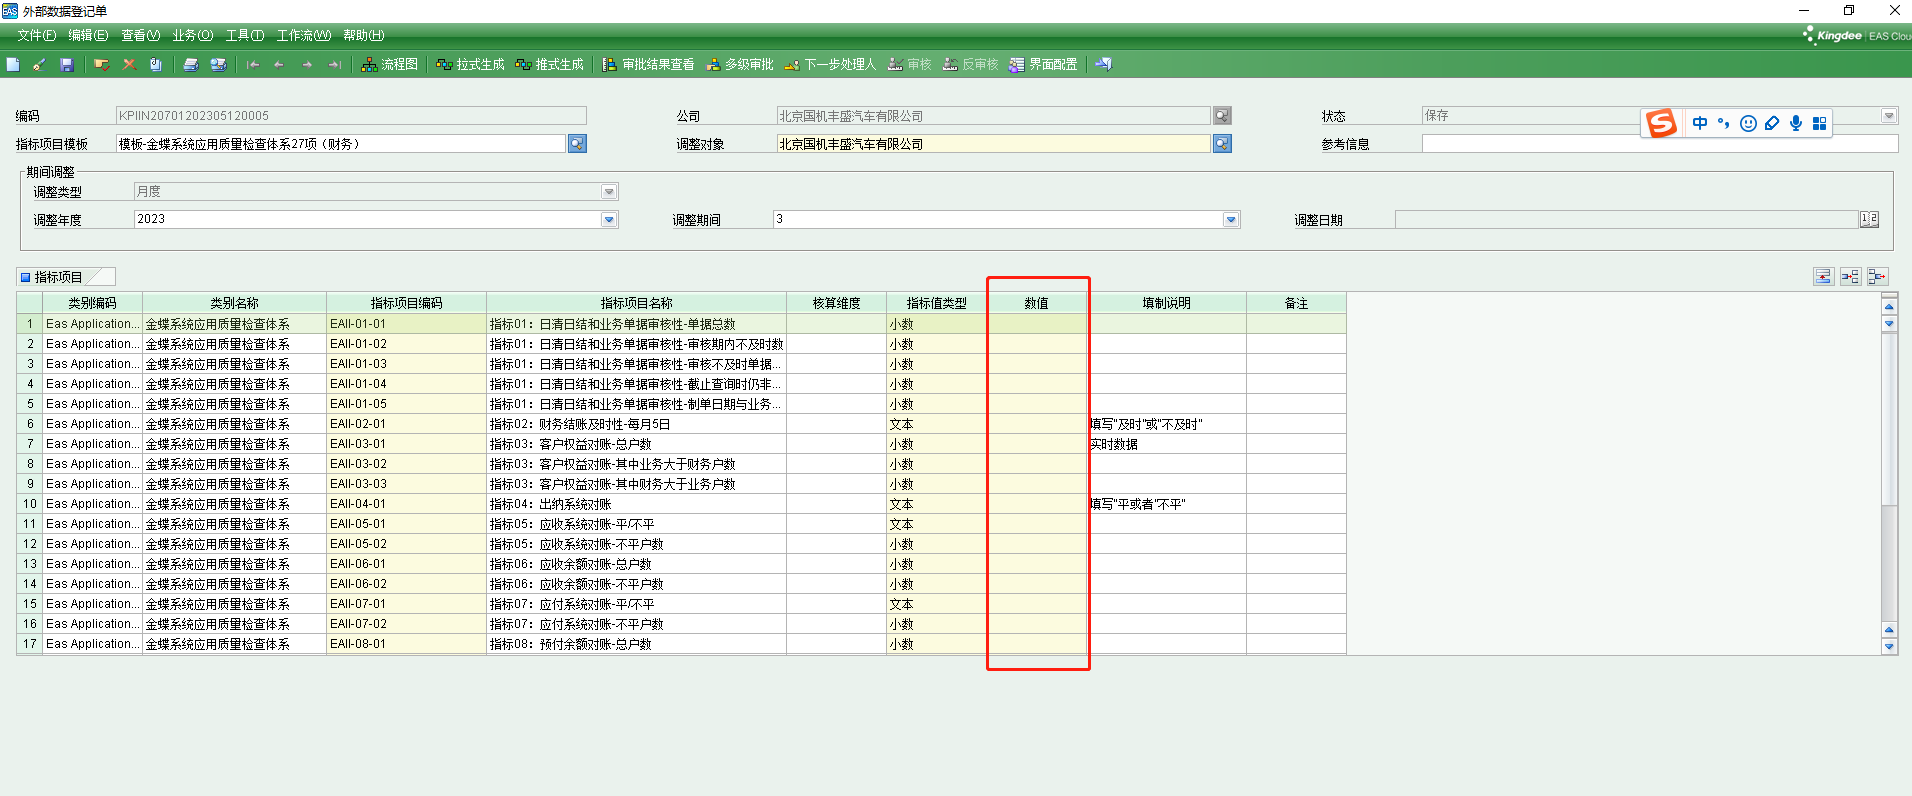 外部数据登记单
文件(F) 编辑(E) 查看(V) 业务(O) 工具(T) 工作流(W) 帮助(H)
Kingdee EAS Clou
流程图 拉式生成 推式生成 审批结果查看 多级审批 下一步处理人 审核 反审核 界面配置
编码 KPIIN20701202305120005 公司 北京国机丰盛汽车有限公司 状态 保存
指标项目模板 模板-金蝶系统应用质量检查体系27项（财务） 调整对象 北京国机丰盛汽车有限公司 参考信息
中
期间调整
调整类型 月度
调整年度 2023 调整期间 3 调整日期
指标项目
类别编码 类别名称 指标项目编码 指标项目名称 核算维度 指标值类型 数值 填制说明 备注
1 Eas Application... 金蝶系统应用质量检查体系 EAII-01-01 指标01：日清日结和业务单据审核性-单据总数 小数
2 Eas Application... 金蝶系统应用质量检查体系 EAII-01-02 指标01：日清日结和业务单据审核性-审核期内不及时数 小数
3 Eas Application... 金蝶系统应用质量检查体系 EAII-01-03 指标01：日清日结和业务单据审核性-审核不及时单据... 小数
4 Eas Application... 金蝶系统应用质量检查体系 EAII-01-04 指标01：日清日结和业务单据审核性-截止查询时仍非... 小数
5 Eas Application... 金蝶系统应用质量检查体系 EAII-01-05 指标01：日清日结和业务单据审核性-制单日期与业务... 小数
6 Eas Application... 金蝶系统应用质量检查体系 EAII-02-01 指标02：财务结账及时性-每月5日 文本 填写"及时"或"不及时"
7 Eas Application... 金蝶系统应用质量检查体系 EAII-03-01 指标03：客户权益对账-总户数 小数 实时数据
8 Eas Application... 金蝶系统应用质量检查体系 EAII-03-02 指标03：客户权益对账-其中业务大于财务户数 小数
9 Eas Application... 金蝶系统应用质量检查体系 EAII-03-03 指标03：客户权益对账-其中财务大于业务户数 小数
10 Eas Application... 金蝶系统应用质量检查体系 EAII-04-01 指标04：出纳系统对账 文本 填写"平或者"不平"
11 Eas Application... 金蝶系统应用质量检查体系 EAII-05-01 指标05：应收系统对账-平/不平 文本
12 Eas Application... 金蝶系统应用质量检查体系 EAII-05-02 指标05：应收系统对账-不平户数 小数
13 Eas Application... 金蝶系统应用质量检查体系 EAII-06-01 指标06：应收余额对账-总户数 小数
14 Eas Application... 金蝶系统应用质量检查体系 EAII-06-02 指标06：应收余额对账-不平户数 小数
15 Eas Application... 金蝶系统应用质量检查体系 EAII-07-01 指标07：应付系统对账-平/不平 文本
16 Eas Application... 金蝶系统应用质量检查体系 EAII-07-02 指标07：应付系统对账-不平户数 小数
17 Eas Application... 金蝶系统应用质量检查体系 EAII-08-01 指标08：预付余额对账-总户数 小数